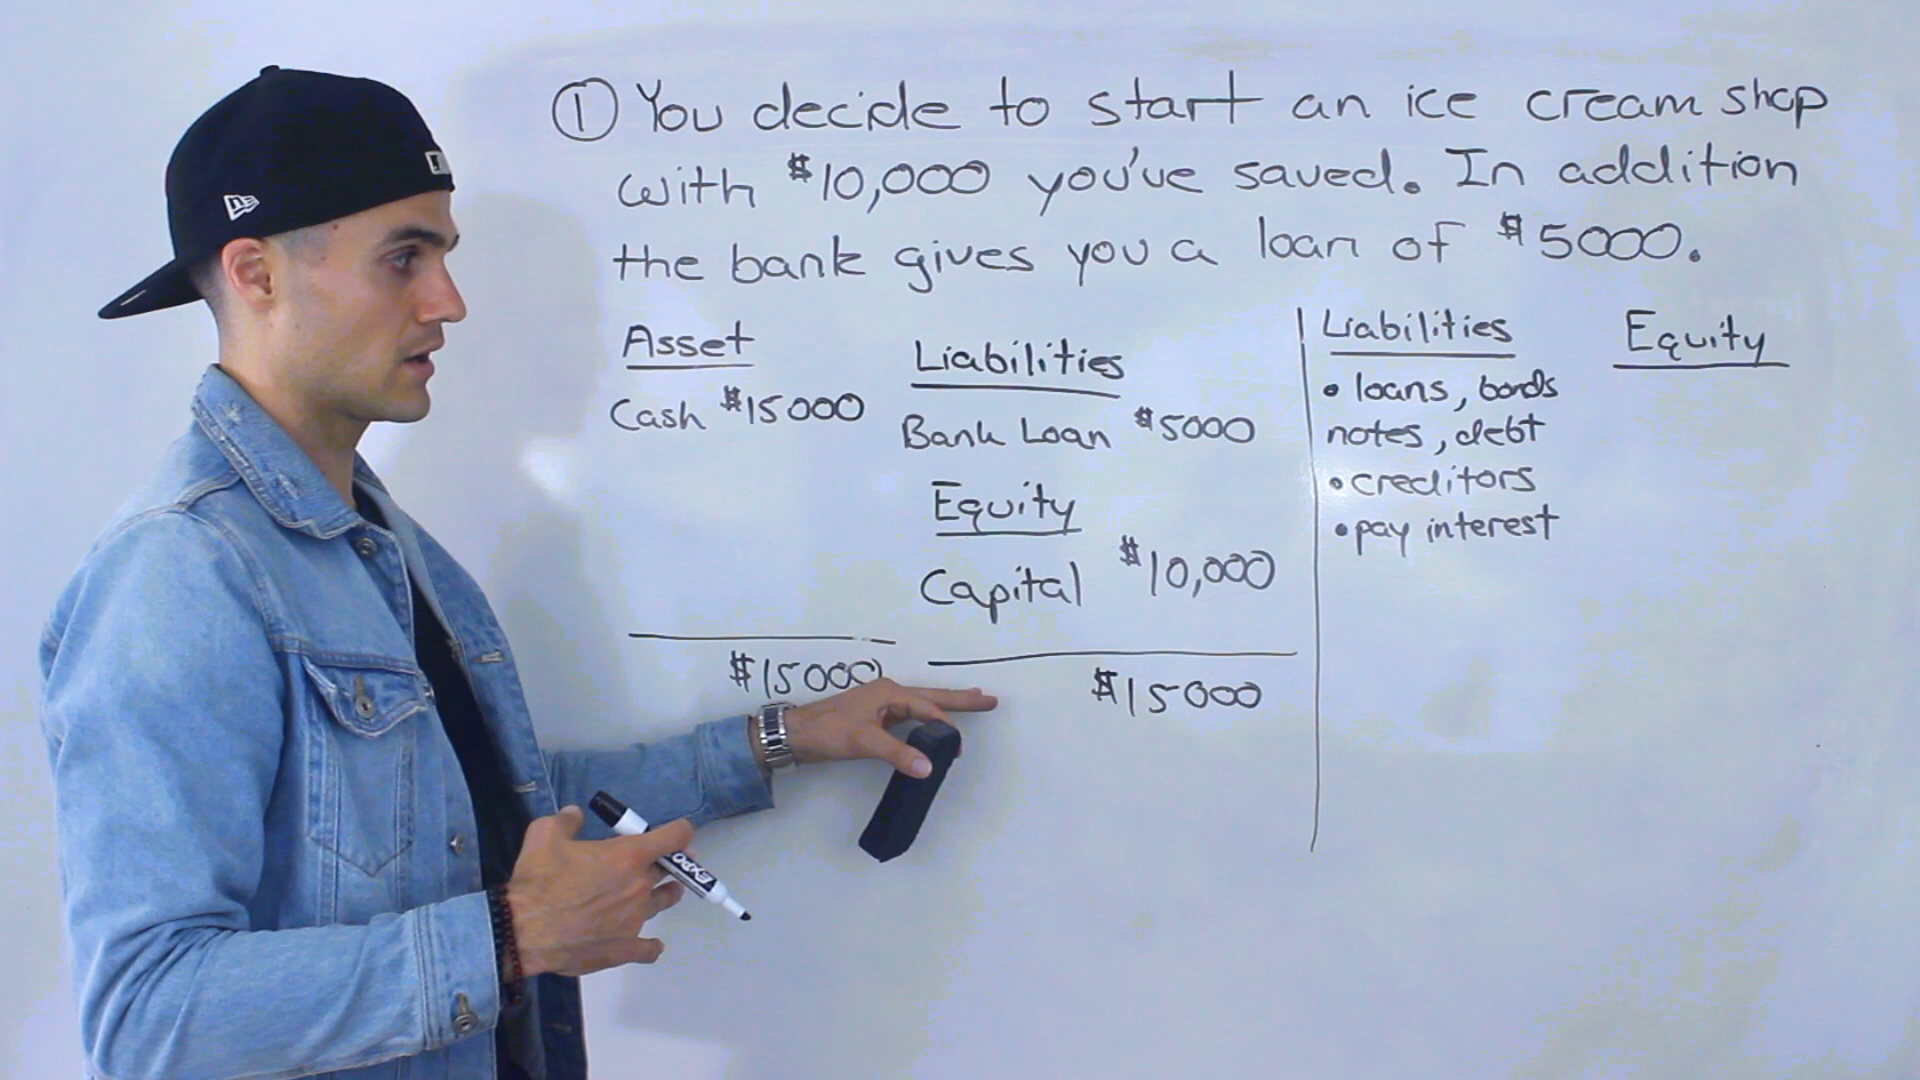 ① You decide to start an ice cream shop
with $10,000 you've saved. In addition
the bank gives you a loan of $5000.
Asset
Cash $15000
$15000
Liabilities
Bank Loan $5000
Equity
Capital $10,000
$15000
Liabilities
• loans, bonds
notes, debt
• creditors
• pay interest
Equity
EXPO